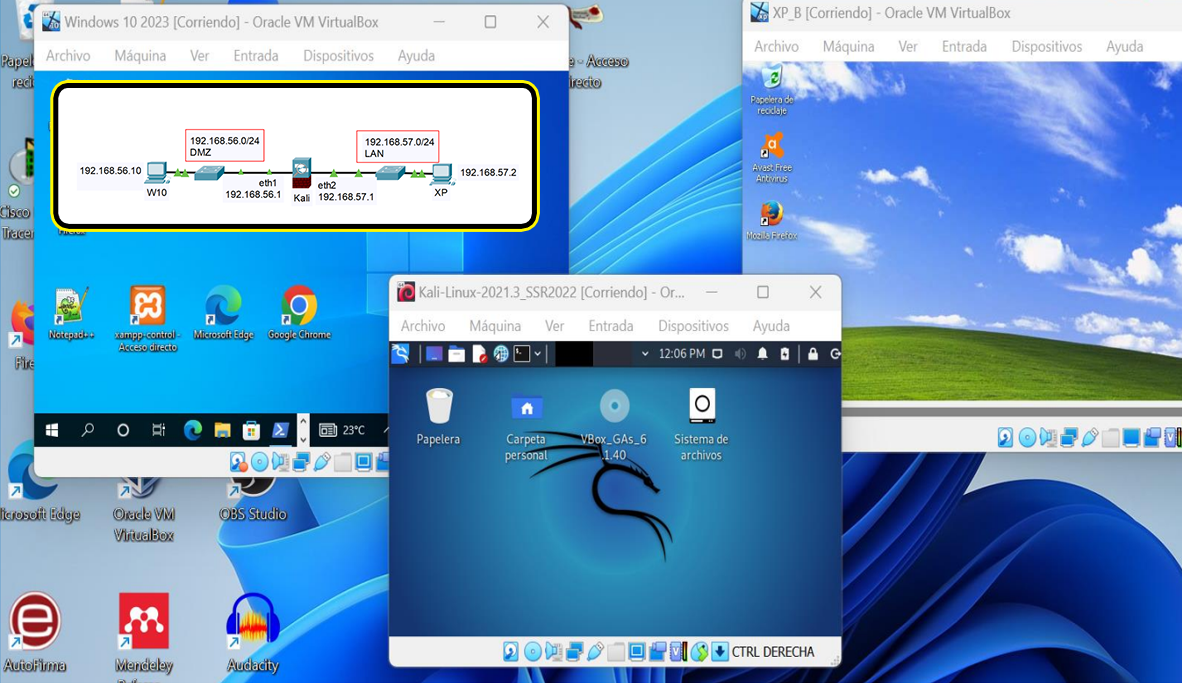 Windows 10 2023 [Corriendo] - Oracle VM VirtualBox
Archivo Máquina Ver Entrada Dispositivos Ayuda
192.168.56.0/24
DMZ
192.168.57.0/24
LAN
192.168.56.10
192.168.57.2
eth1
192.168.56.1
eth2
192.168.57.1
W10
Kali
XP
Notepad++
xampp-control -
Acceso directo
Microsoft Edge
Google Chrome
23°C
XP_B [Corriendo] - Oracle VM VirtualBox
Archivo Máquina Ver Entrada Dispositivos Ayuda
Papelera de
reciclaje
Avast Free
Antivirus
Mozilla Firefox
Kali-Linux-2021.3_SSR2022 [Corriendo] - Or...
Archivo Máquina Ver Entrada Dispositivos Ayuda
12:06 PM
Papelera
Carpeta
personal
VBox_GAs_6
.1.40
Sistema de
archivos
CTRL DERECHA
Papel
reci
e - Acceso
irecto
Cisco
Tracer
Fire
icrosoft Edge
Oracle VM
VirtualBox
OBS Studio
AutoFirma
Mendeley
Audacity